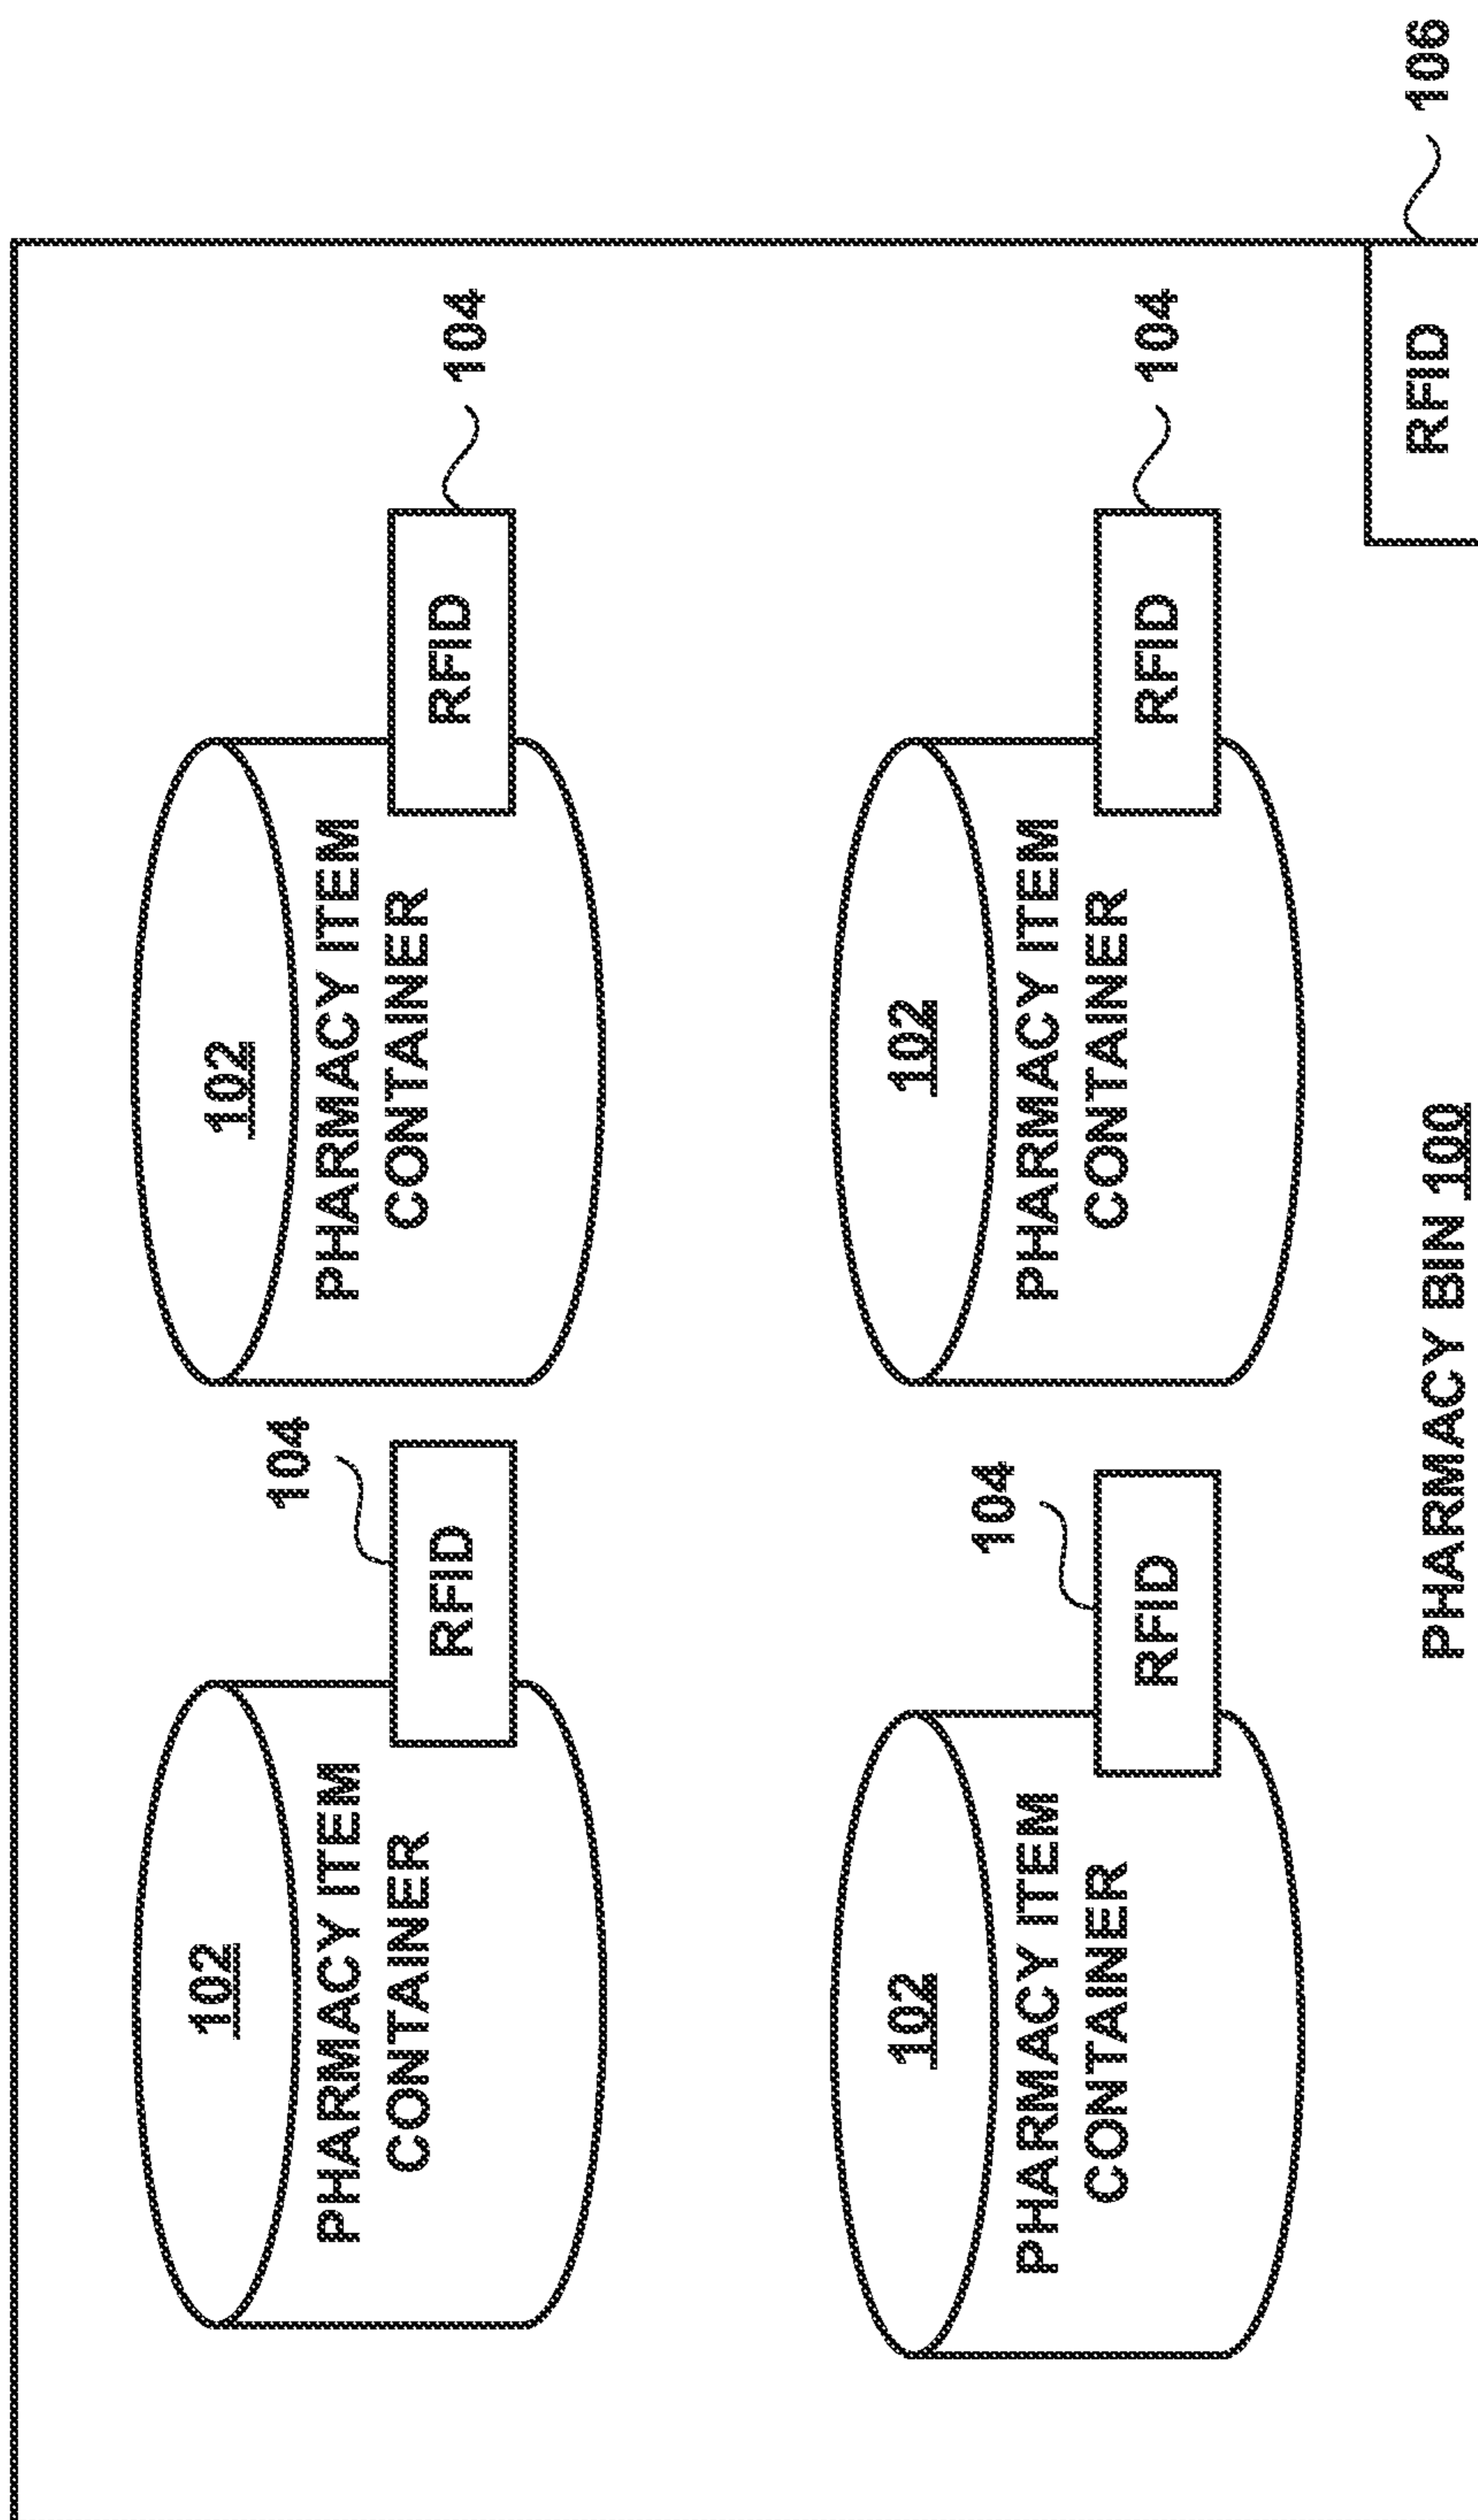 102
PHARMACY ITEM
CONTAINER
104
RFID
102
PHARMACY ITEM
CONTAINER
RFID
104
102
PHARMACY ITEM
CONTAINER
104
RFID
102
PHARMACY ITEM
CONTAINER
RFID
104
PHARMACY BIN 100
RFID
106